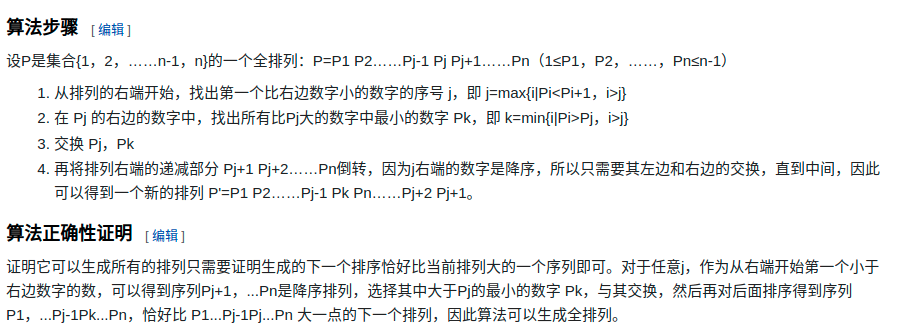 算法步骤 [ 编辑 ]
设P是集合{1，2，……n-1，n}的一个全排列：P=P1 P2……Pj-1 Pj Pj+1……Pn（1≤P1，P2，……，Pn≤n-1）
1. 从排列的右端开始，找出第一个比右边数字小的数字的序号 j，即 j=max{i|Pi<Pi+1，i>j}
2. 在 Pj 的右边的数字中，找出所有比Pj大的数字中最小的数字 Pk，即 k=min{i|Pi>Pj，i>j}
3. 交换 Pj，Pk
4. 再将排列右端的递减部分 Pj+1 Pj+2……Pn倒转，因为j右端的数字是降序，所以只需要其左边和右边的交换，直到中间，因此
可以得到一个新的排列 P'=P1 P2……Pj-1 Pk Pn……Pj+2 Pj+1。
算法正确性证明 [ 编辑 ]
证明它可以生成所有的排列只需要证明生成的下一个排序恰好比当前排列大的一个序列即可。对于任意j，作为从右端开始第一个小于
右边数字的数，可以得到序列Pj+1，...Pn是降序排列，选择其中大于Pj的最小的数字 Pk，与其交换，然后再对后面排序得到序列
P1，...Pj-1Pk...Pn，恰好比 P1...Pj-1Pj...Pn 大一点的下一个排列，因此算法可以生成全排列。